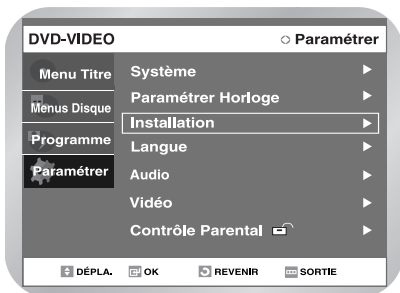 DVD-VIDEO Paramétrer
Menu Titre
Menus Disque
Programme
Paramétrer
Système
Paramétrer Horloge
Installation
Langue
Audio
Vidéo
Contrôle Parental
DÉPLA. OK REVENIR SORTIE